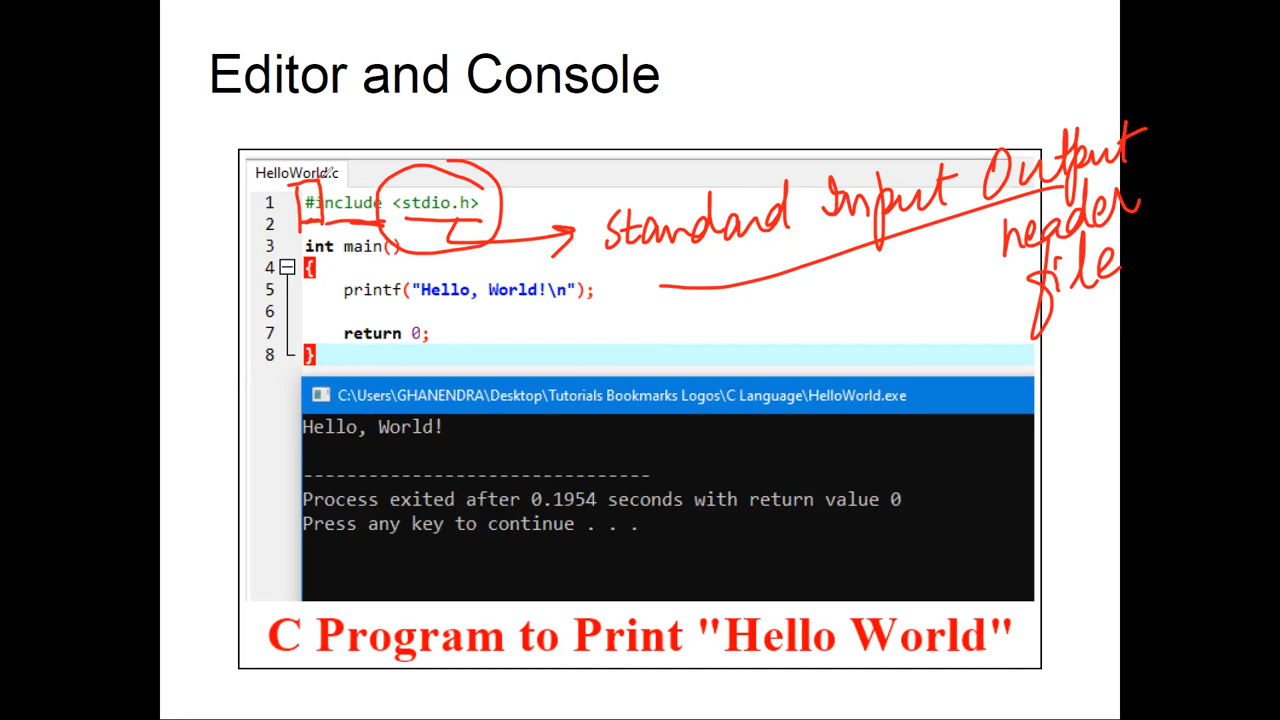 Editor and Console
HelloWorld.c
1 #include <stdio.h>
2
3 int main()
4 {
5 printf("Hello, World!\n");
6
7 return 0;
8 }
standard Input Output
header
file
C:\Users\GHANENDRA\Desktop\Tutorials Bookmarks Logos\C Language\HelloWorld.exe
Hello, World!
--------------------------------
Process exited after 0.1954 seconds with return value 0
Press any key to continue . . .
C Program to Print "Hello World"